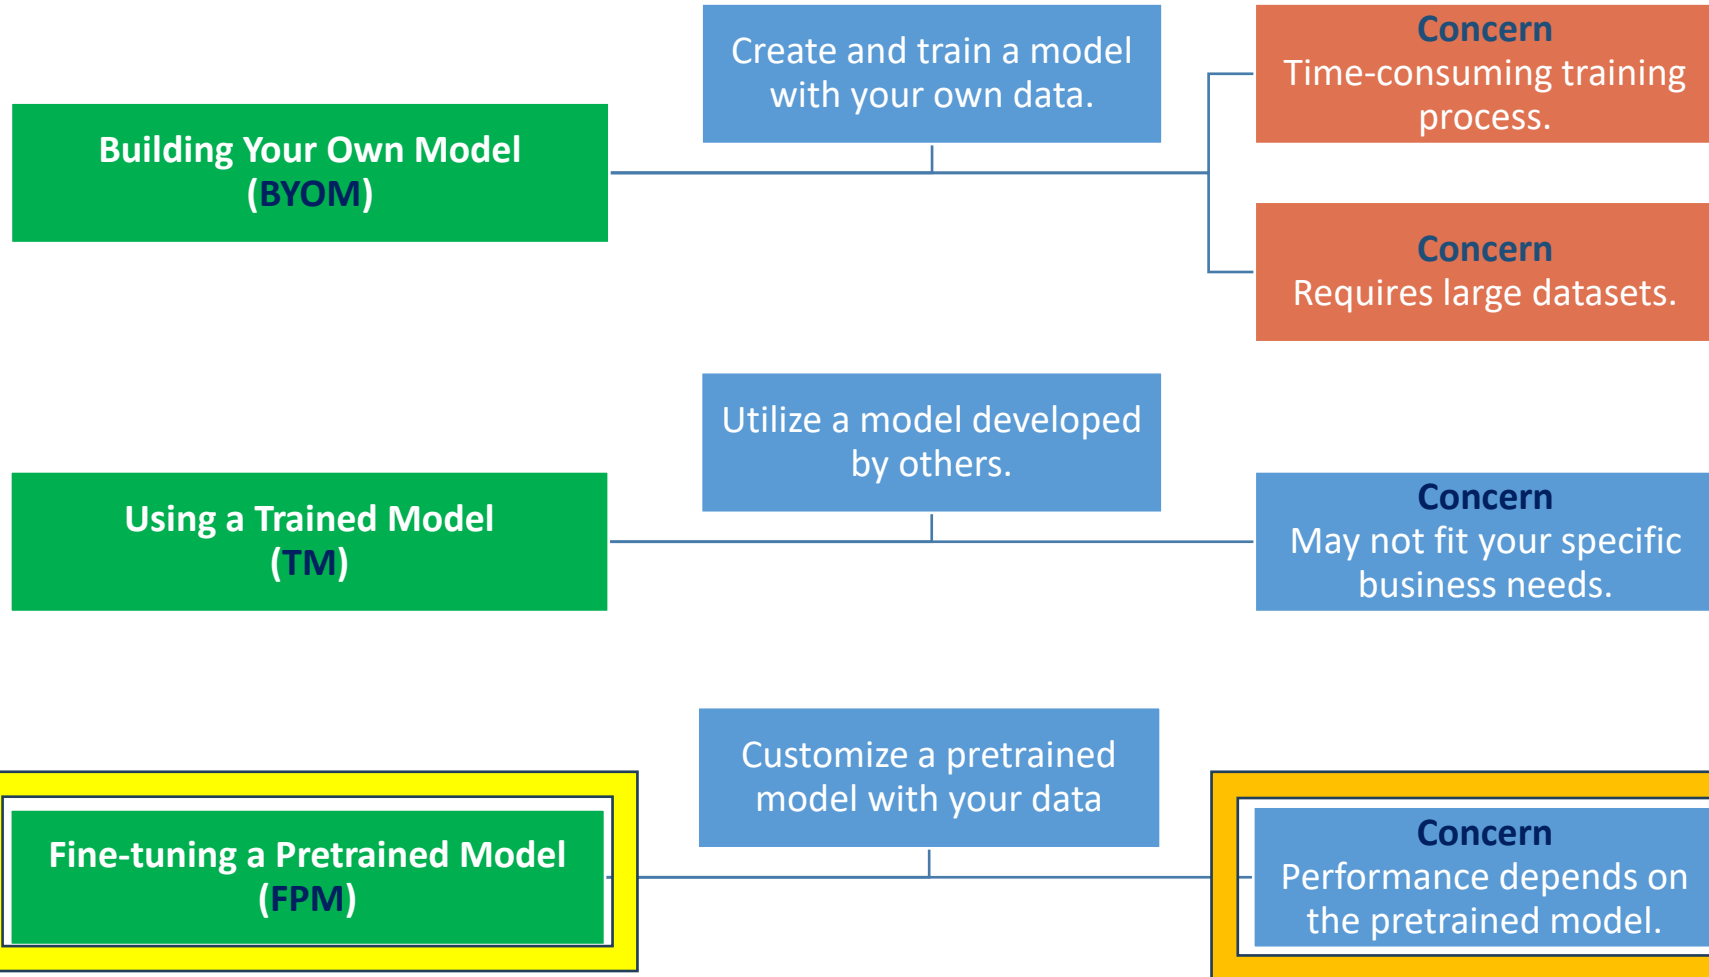 Building Your Own Model
(BYOM)
Create and train a model
with your own data.
Concern
Time-consuming training
process.
Concern
Requires large datasets.
Using a Trained Model
(TM)
Utilize a model developed
by others.
Concern
May not fit your specific
business needs.
Fine-tuning a Pretrained Model
(FPM)
Customize a pretrained
model with your data
Concern
Performance depends on
the pretrained model.